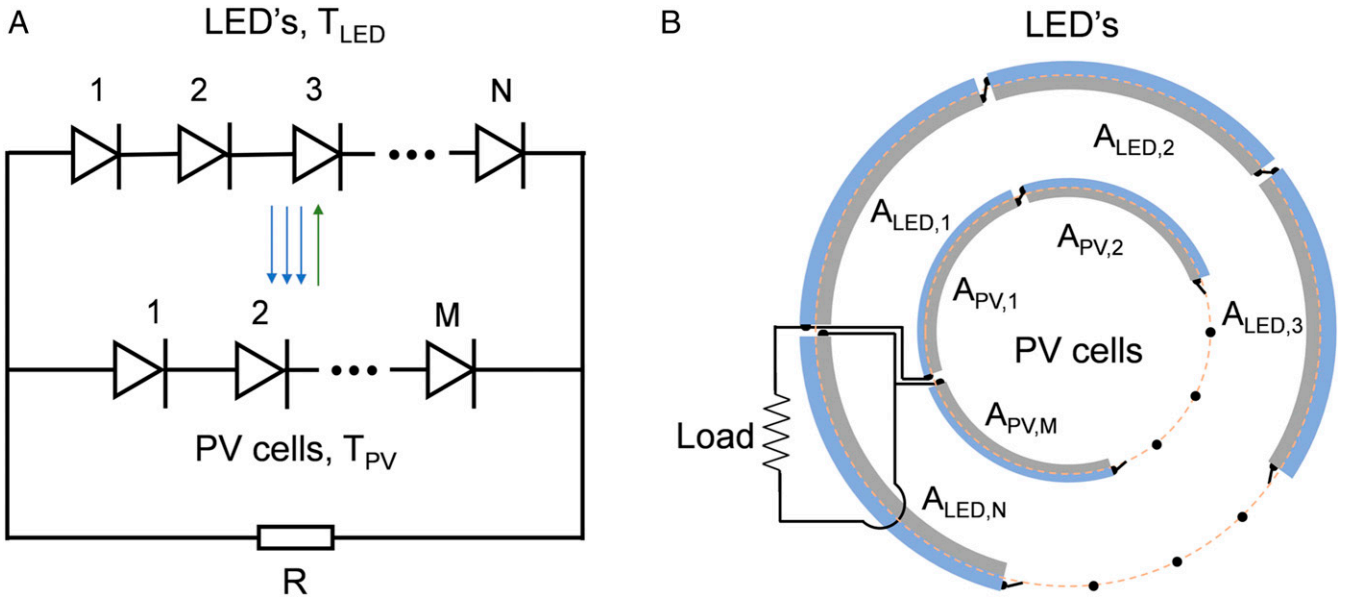 A
LED's, T_LED
1 2 3 N
1 2 M
PV cells, T_PV
R
B
LED's
A_LED,2
A_LED,1
A_PV,2
A_PV,1
A_LED,3
PV cells
A_PV,M
Load
A_LED,N